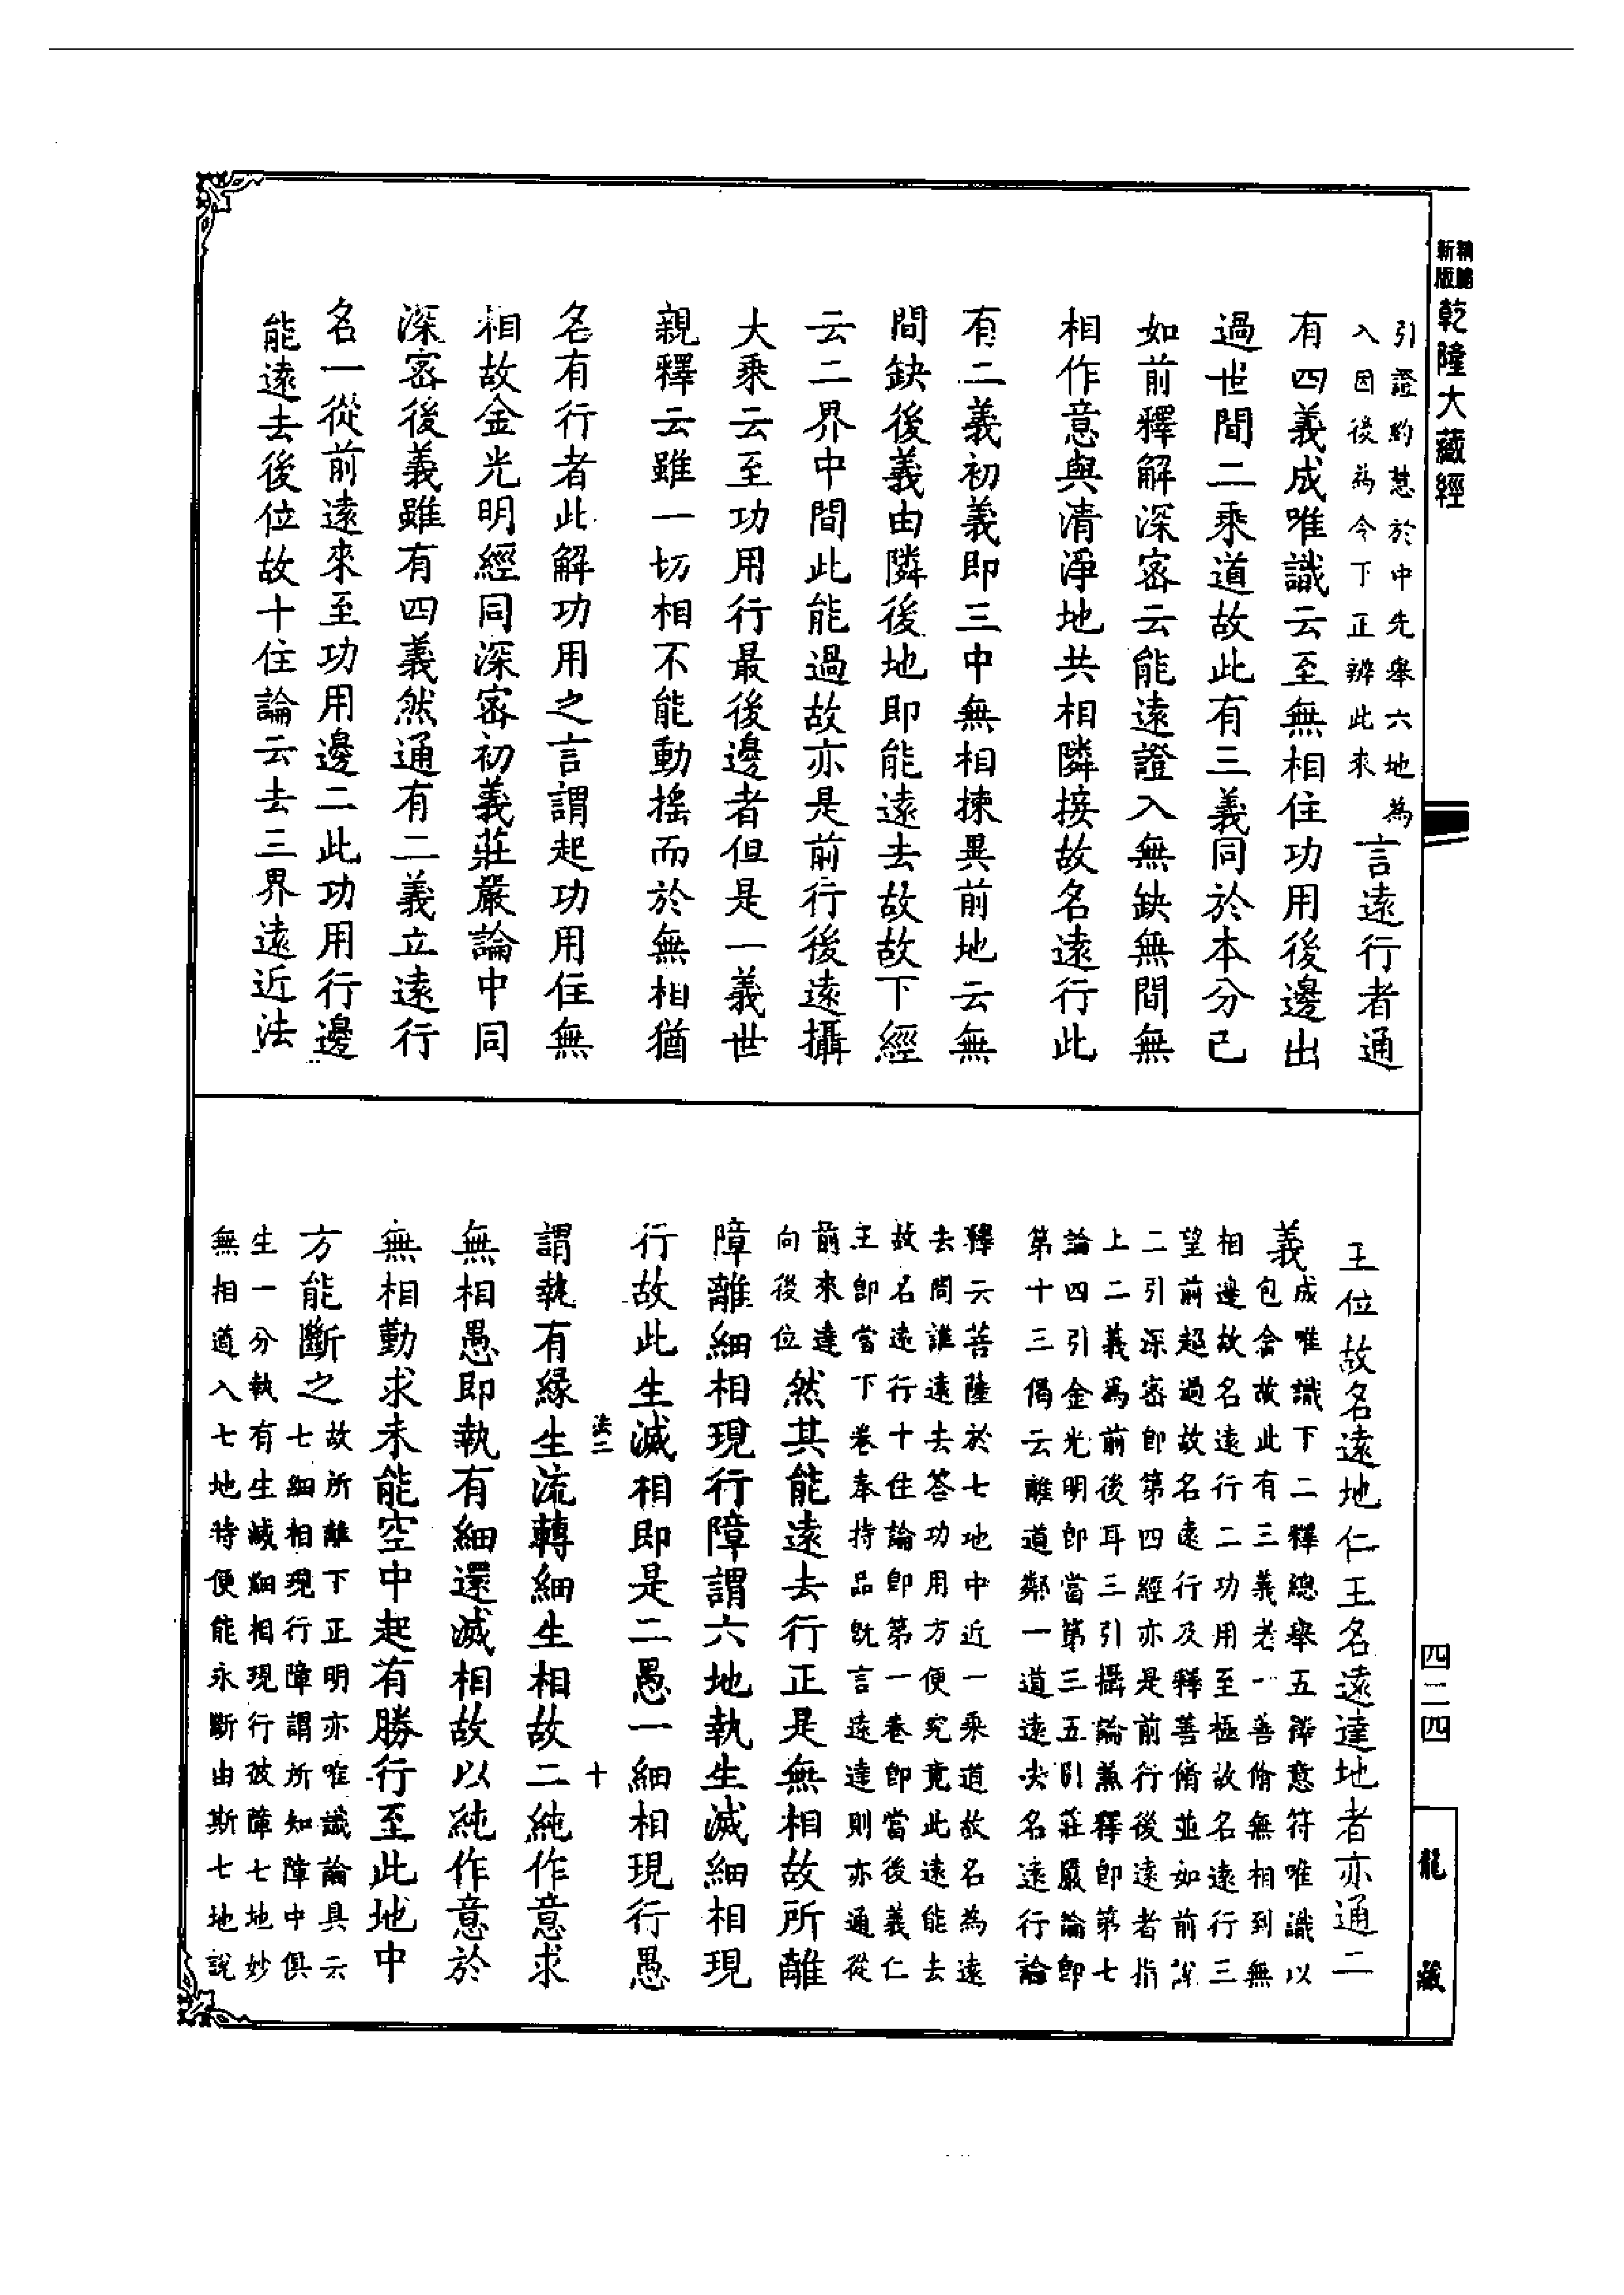 精縮
新版
乾隆大藏經
引證約慧於中先舉六地為
入因後為今下正辨此來
言遠行者通
有四義成唯識云至無相住功用後邊出
過世間二乘道故此有三義同於本分已
如前釋解深密云能遠證入無缺無間無
相作意與清淨地共相隣接故名遠行此
有二義初義即三中無相揀異前地云無
間缺後義由隣後地即能遠去故故下經
云二界中間此能過故亦是前行後遠攝
大乘云至功用行最後邊者但是一義世
親釋云雖一切相不能動搖而於無相猶
名有行者此解功用之言謂起功用住無
相故金光明經同深密初義莊嚴論中同
深密後義雖有四義然通有二義立遠行
名一從前遠來至功用邊二此功用行邊
能遠去後位故十住論云去三界遠近法
王位故名遠地仁王名遠達地者亦通二
義
成唯識下二釋總舉五釋意符唯識以
包含故此有三義者一善脩無相到無
相邊故名遠行二功用至極故名遠行三
望前超過故名遠行及釋善脩並如前說
二引深密即第四經亦是前行後遠者指
上二義為前後耳三引攝論兼釋即第七
論四引金光明即當第三五引莊嚴論即
第十三偈云離道鄰一道遠去名遠行論
釋云菩薩於七地中近一乘道故名為遠
去問誰遠去答功用方便究竟此遠能去
故名遠行十住論即第一卷即當後義仁
王即當下卷奉持品既言遠達則亦通從
前來達
向後位
然其能遠去行正是無相故所離
障離細相現行障謂六地執生滅細相現
行故此生滅相即是二愚一細相現行愚
法二
十
謂執有緣生流轉細生相故二純作意求
無相愚即執有細還滅相故以純作意於
無相勤求未能空中起有勝行至此地中
方能斷之
故所離下正明亦唯識論具云
七細相現行障謂所知障中俱
生一分執有生滅細相現行彼障七地妙
無相道入七地時便能永斷由斯七地說
四二四
龍藏